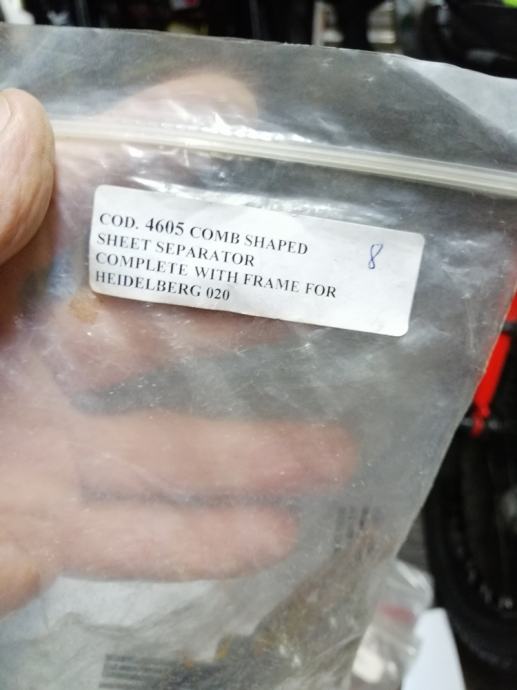 COD. 4605 COMB SHAPED
SHEET SEPARATOR
COMPLETE WITH FRAME FOR
HEIDELBERG 020
8